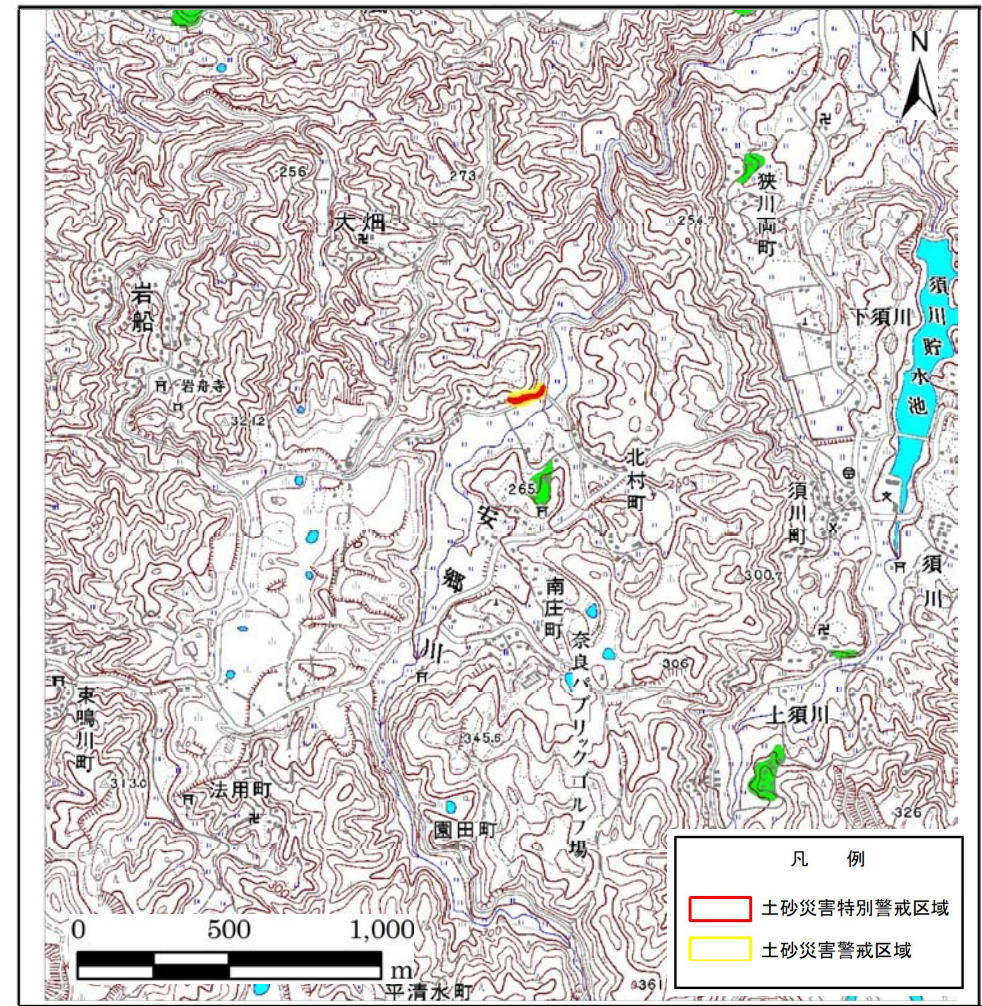 N
狭川両町
256
273
254.7
大畑
岩船
須川貯水池
下須川
250
岩舟寺
321.2
北村町
265
250
須川町
安郷川
300.7
須川
南庄町
奈良パブリックゴルフ場
306
東鳴川町
上須川
345.6
313.0
法用町
園田町
326
凡 例
土砂災害特別警戒区域
土砂災害警戒区域
0 500 1,000
m
平清水町
361